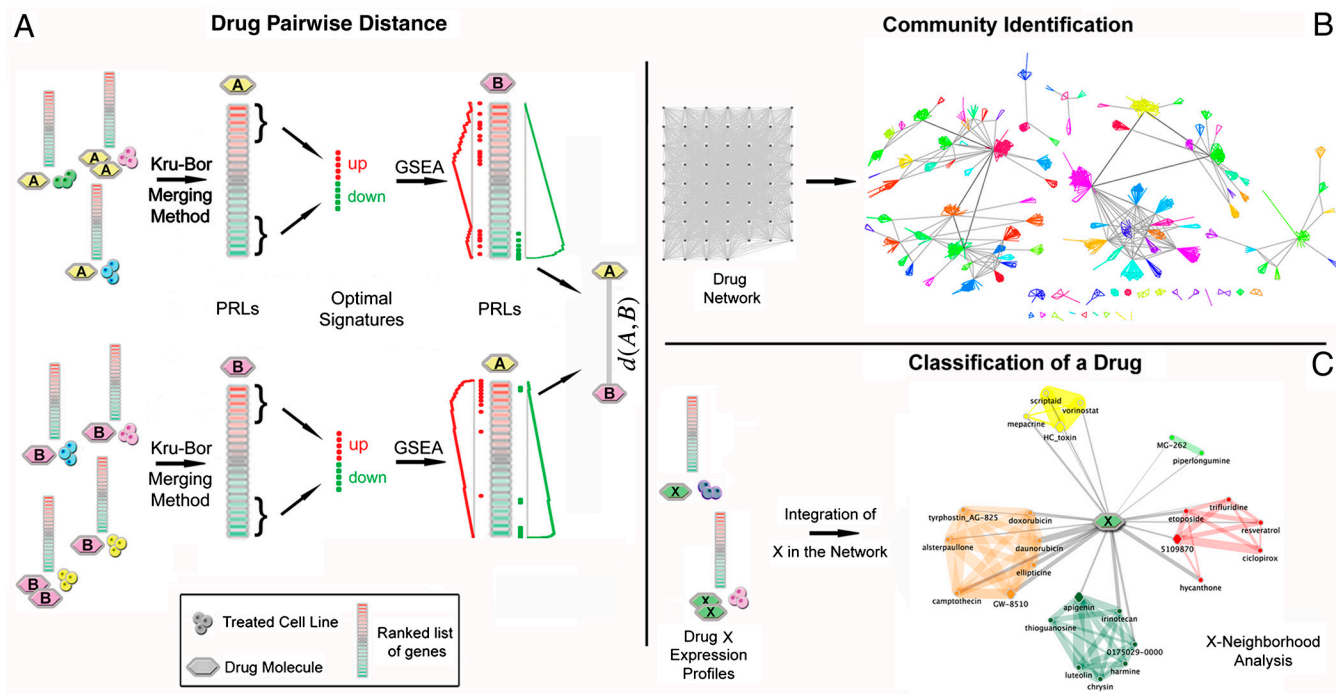 A
Drug Pairwise Distance
A
B
A
A
A
A
A
Kru-Bor
Merging
Method
up
down
GSEA
PRLs
Optimal
Signatures
PRLs
A
B
d(A,B)
B
A
B
B
B
B
B
Kru-Bor
Merging
Method
up
down
GSEA
Treated Cell Line
Drug Molecule
Ranked list
of genes
Community Identification
B
Drug
Network
Classification of a Drug
C
X
X
X
Drug X
Expression
Profiles
Integration of
X in the Network
scriptaid
vorinostat
mepacrine
HC_toxin
MG-262
piperlongumine
X
tyrphostin_AG-825
doxorubicin
alsterpaullone
daunorubicin
ellipticine
camptothecin
GW-8510
trifluridine
etoposide
resveratrol
5109870
ciclopirox
hycanthone
apigenin
irinotecan
thioguanosine
0175029-0000
harmine
luteolin
chrysin
X-Neighborhood
Analysis